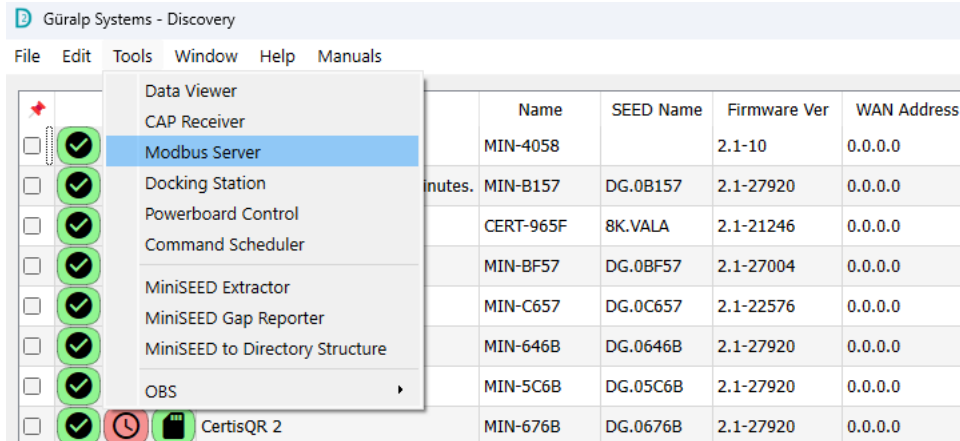 Güralp Systems - Discovery
File Edit Tools Window Help Manuals
Name SEED Name Firmware Ver WAN Address
Data Viewer
CAP Receiver
Modbus Server
Docking Station
Powerboard Control
Command Scheduler
MiniSEED Extractor
MiniSEED Gap Reporter
MiniSEED to Directory Structure
OBS
MIN-4058 2.1-10 0.0.0.0
inutes. MIN-B157 DG.0B157 2.1-27920 0.0.0.0
CERT-965F 8K.VALA 2.1-21246 0.0.0.0
MIN-BF57 DG.0BF57 2.1-27004 0.0.0.0
MIN-C657 DG.0C657 2.1-22576 0.0.0.0
MIN-646B DG.0646B 2.1-27920 0.0.0.0
MIN-5C6B DG.05C6B 2.1-27920 0.0.0.0
CertisQR 2 MIN-676B DG.0676B 2.1-27920 0.0.0.0